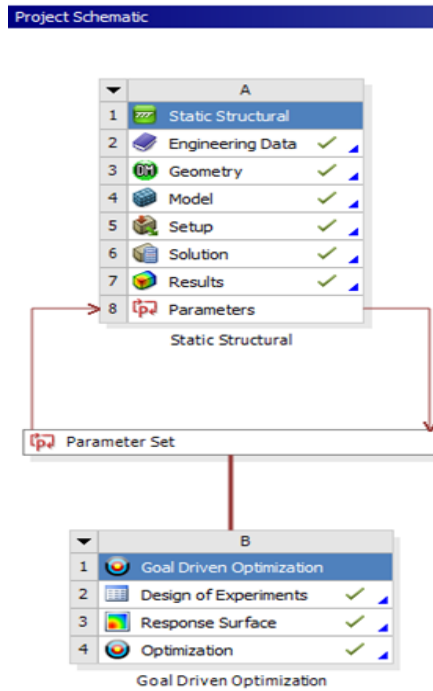 Project Schematic
A
1 Static Structural
2 Engineering Data
3 Geometry
4 Model
5 Setup
6 Solution
7 Results
8 Parameters
Static Structural
Parameter Set
B
1 Goal Driven Optimization
2 Design of Experiments
3 Response Surface
4 Optimization
Goal Driven Optimization